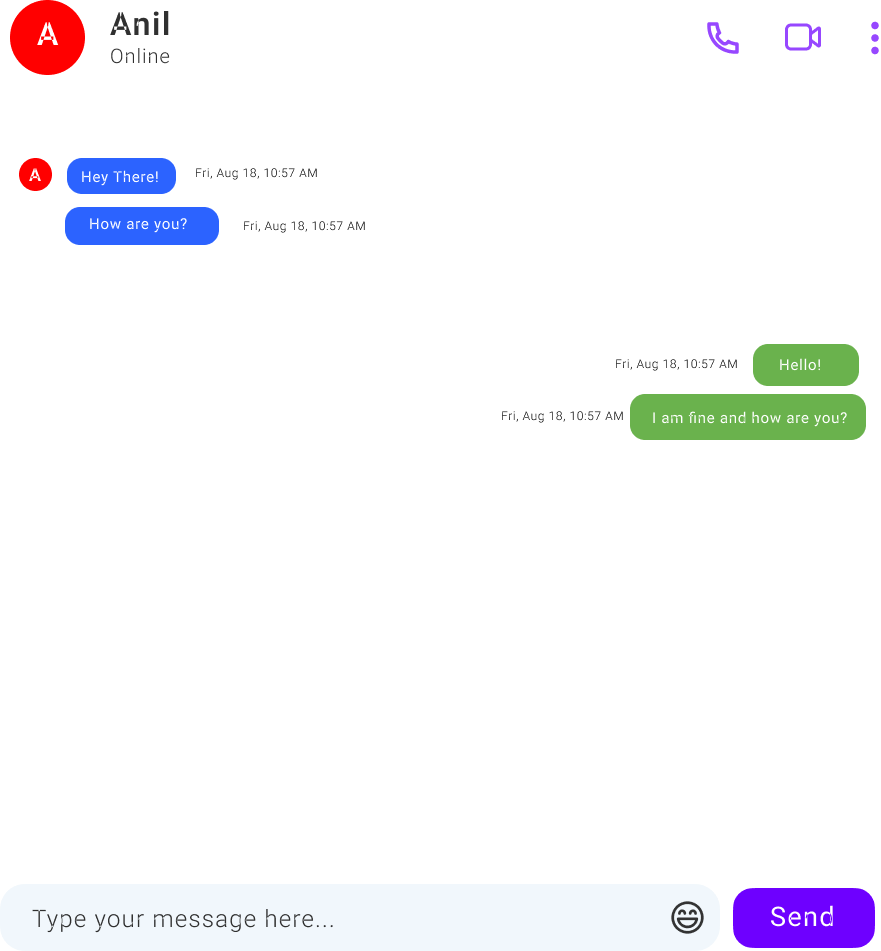 A
Anil
Online
A
Hey There!
Fri, Aug 18, 10:57 AM
How are you?
Fri, Aug 18, 10:57 AM
Fri, Aug 18, 10:57 AM
Hello!
Fri, Aug 18, 10:57 AM
I am fine and how are you?
Type your message here...
Send